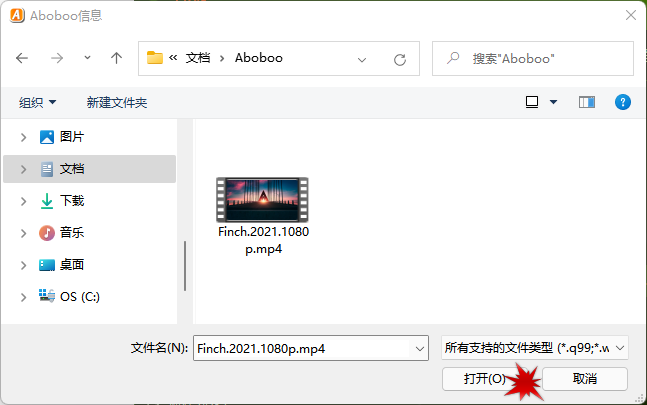 Aboboo信息
« 文档 › Aboboo
搜索"Aboboo"
组织
新建文件夹
图片
文档
下载
音乐
桌面
OS (C:)
Finch.2021.1080
p.mp4
文件名(N):
Finch.2021.1080p.mp4
所有支持的文件类型 (*.q99;*.w
打开(O)
取消